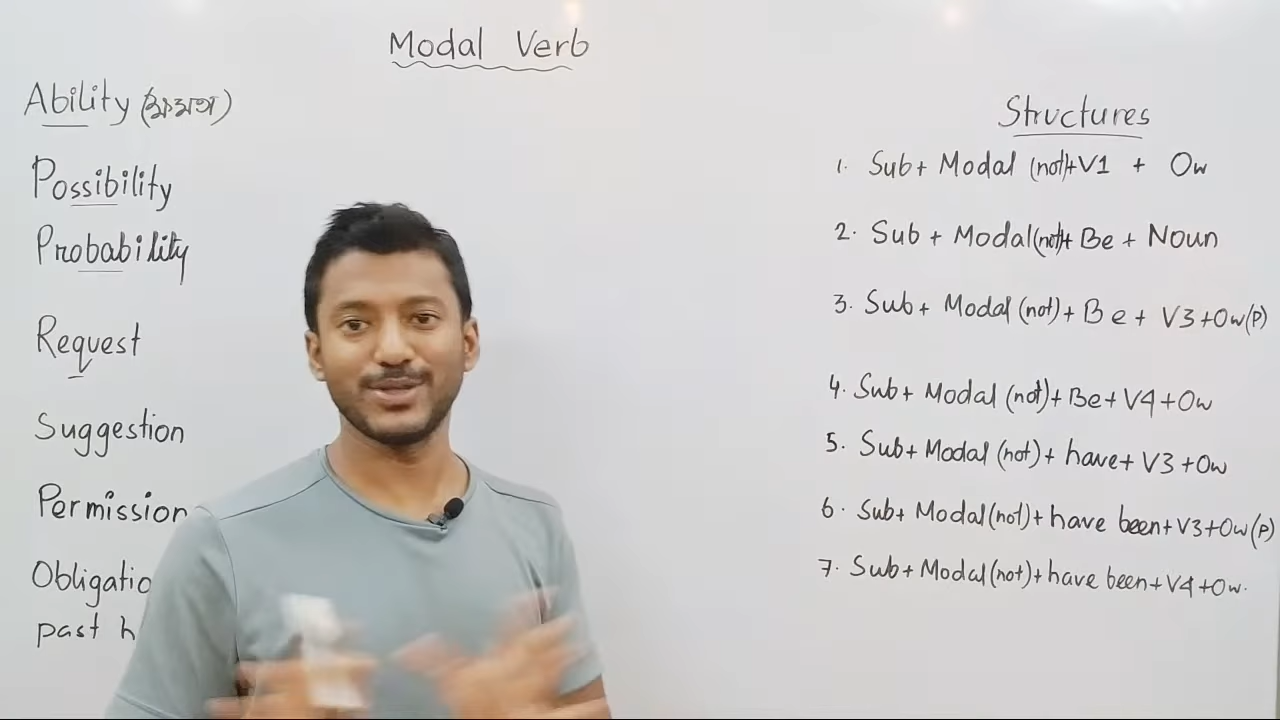 Modal Verb
Ability (ক্ষমতা)
Possibility
Probability
Request
Suggestion
Permission
Obligatio
past h
Structures
1. Sub + Modal (not)+V1 + Ow
2. Sub + Modal(not)+ Be + Noun
3. Sub + Modal (not) + Be + V3+Ow(P)
4. Sub + Modal (not)+Be+V4+Ow
5. Sub+ Modal (not) + have+ V3 +Ow
6. Sub+ Modal(not)+have been+V3+Ow(P)
7. Sub+Modal(not)+have been+V4+Ow.